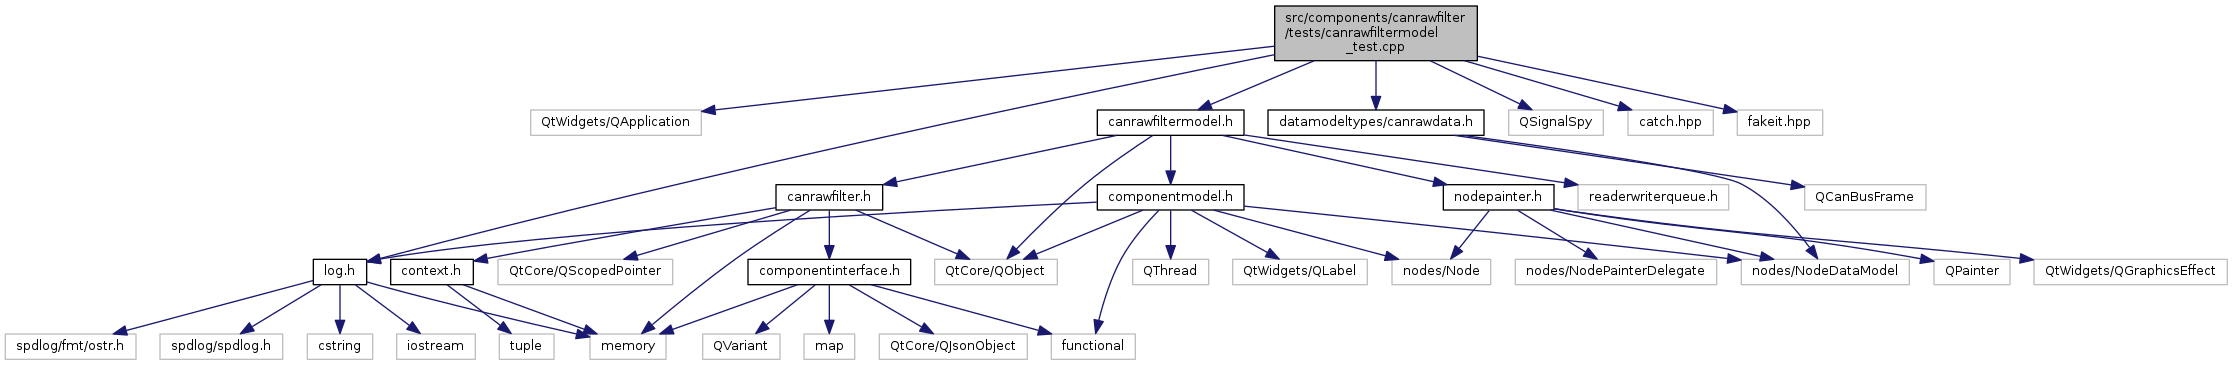 src/components/canrawfilter
/tests/canrawfiltermodel
_test.cpp
QtWidgets/QApplication
canrawfiltermodel.h
datamodeltypes/canrawdata.h
QSignalSpy
catch.hpp
fakeit.hpp
canrawfilter.h
componentmodel.h
nodepainter.h
readerwriterqueue.h
QCanBusFrame
log.h
context.h
QtCore/QScopedPointer
componentinterface.h
QtCore/QObject
QThread
QtWidgets/QLabel
nodes/Node
nodes/NodePainterDelegate
nodes/NodeDataModel
QPainter
QtWidgets/QGraphicsEffect
spdlog/fmt/ostr.h
spdlog/spdlog.h
cstring
iostream
tuple
memory
QVariant
map
QtCore/QJsonObject
functional